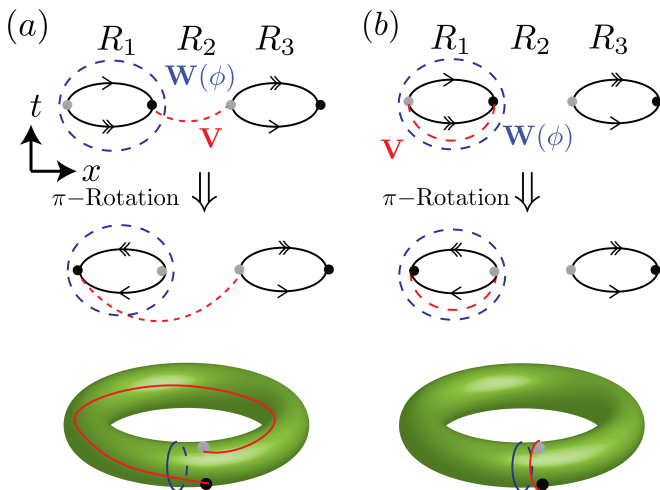 (a) R₁ R₂ R₃
W(ϕ)
V
t
x
π−Rotation
(b) R₁ R₂ R₃
V
W(ϕ)
π−Rotation